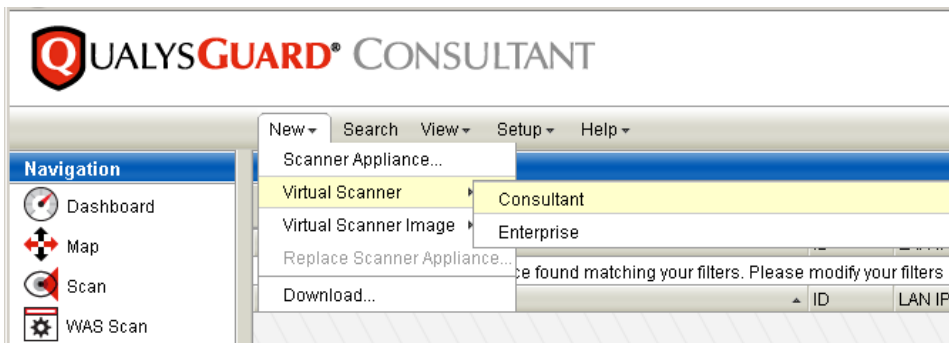 QUALYSGUARD® CONSULTANT
New Search View Setup Help
Navigation
Dashboard
Map
Scan
WAS Scan
Scanner Appliance...
Virtual Scanner
Virtual Scanner Image
Replace Scanner Appliance...
Download...
Consultant
Enterprise
ce found matching your filters. Please modify your filters
ID
LAN IP